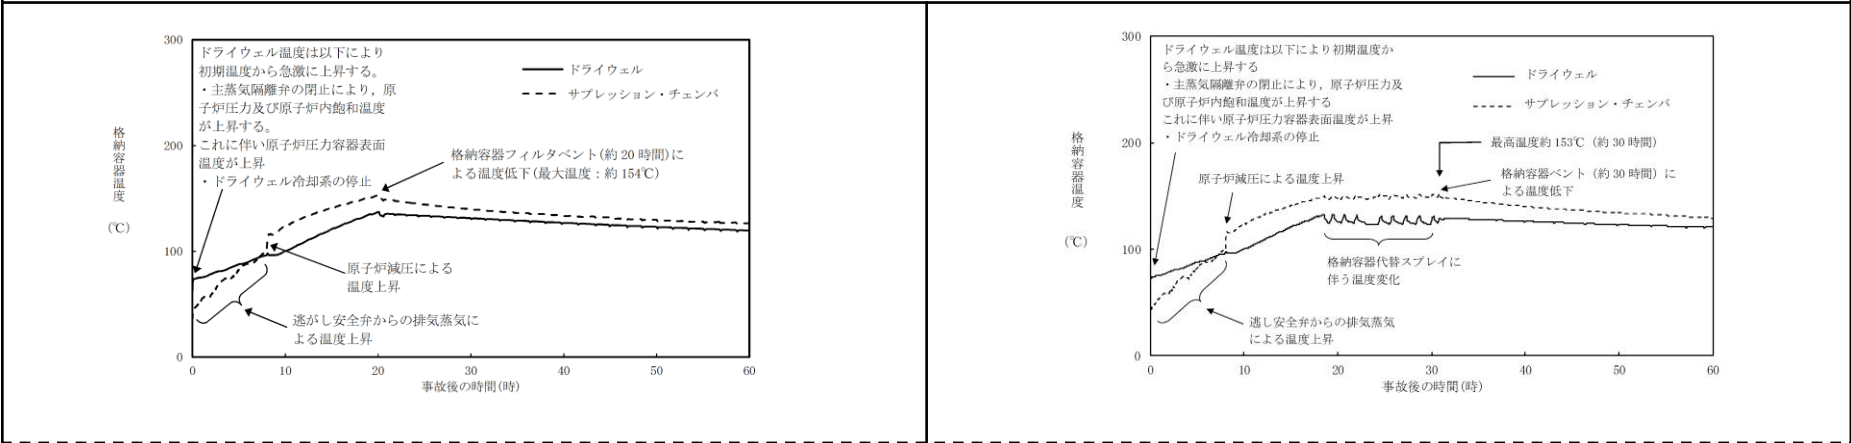 300
ドライウェル温度は以下により
初期温度から急激に上昇する。
・主蒸気隔離弁の閉止により，原
子炉圧力及び原子炉内飽和温度
が上昇する。
これに伴い原子炉圧力容器表面
温度が上昇
・ドライウェル冷却系の停止
ドライウェル
サプレッション・チェンバ
格納容器温度
(℃)
200
格納容器フィルタベント(約 20 時間)に
よる温度低下(最大温度：約 154℃)
100
原子炉減圧による
温度上昇
逃がし安全弁からの排気蒸気に
よる温度上昇
0
0 10 20 30 40 50 60
事故後の時間(時)
300
ドライウェル温度は以下により初期温度か
ら急激に上昇する
・主蒸気隔離弁の閉止により，原子炉圧力及
び原子炉内飽和温度が上昇する
これに伴い原子炉圧力容器表面温度が上昇
・ドライウェル冷却系の停止
ドライウェル
サプレッション・チェンバ
格納容器温度
(℃)
200
最高温度約 153℃（約 30 時間）
原子炉減圧による温度上昇
格納容器ベント（約 30 時間）に
よる温度低下
100
格納容器代替スプレイに
伴う温度変化
逃し安全弁からの排気蒸気
による温度上昇
0
0 10 20 30 40 50 60
事故後の時間(時)